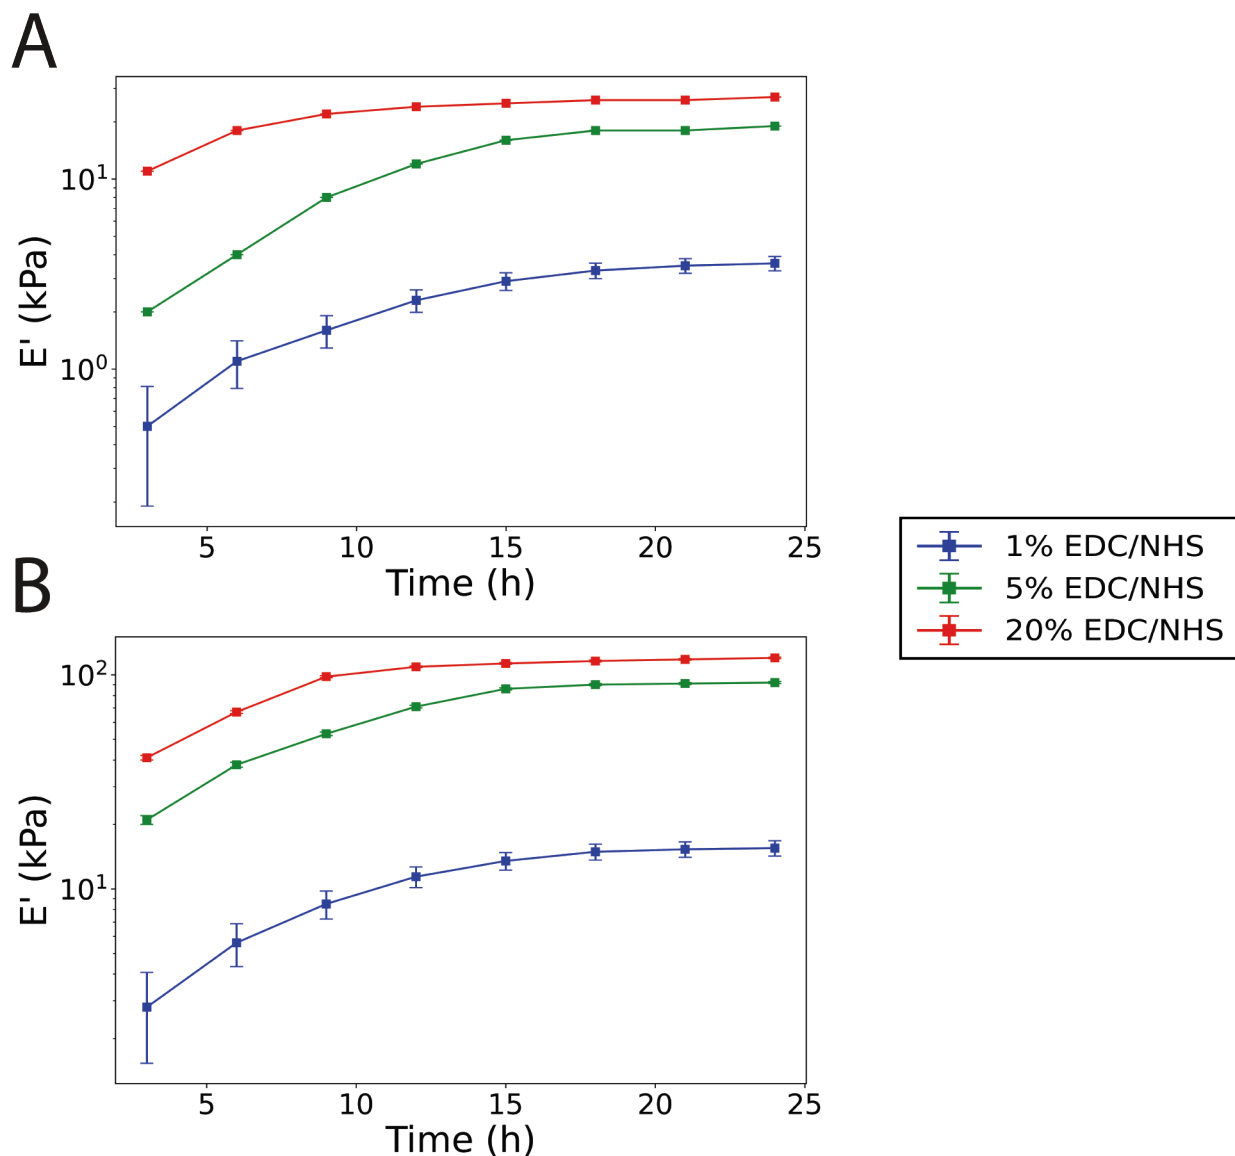 A
10¹
10⁰
E' (kPa)
5 10 15 20 25
Time (h)
1% EDC/NHS
5% EDC/NHS
20% EDC/NHS
B
10²
10¹
E' (kPa)
5 10 15 20 25
Time (h)